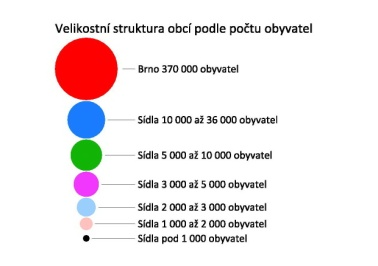 Velikostní struktura obcí podle počtu obyvatel
Brno 370 000 obyvatel
Sídla 10 000 až 36 000 obyvatel
Sídla 5 000 až 10 000 obyvatel
Sídla 3 000 až 5 000 obyvatel
Sídla 2 000 až 3 000 obyvatel
Sídla 1 000 až 2 000 obyvatel
Sídla pod 1 000 obyvatel